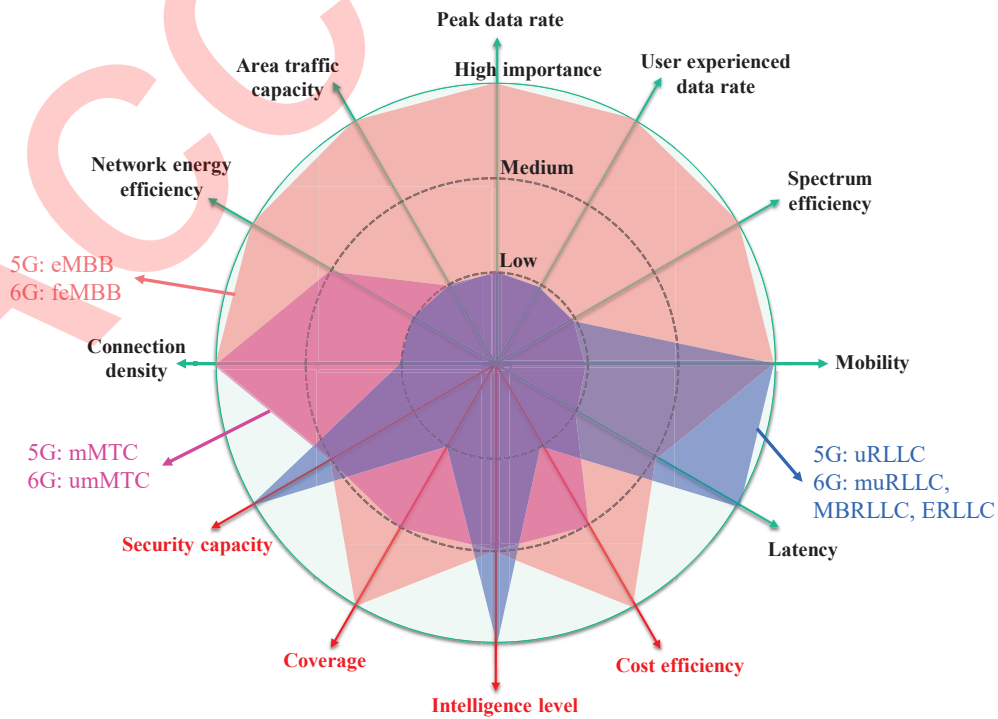 Peak data rate
Area traffic
capacity
High importance
User experienced
data rate
Network energy
efficiency
Medium
Spectrum
efficiency
Low
5G: eMBB
6G: feMBB
Connection
density
Mobility
5G: mMTC
6G: umMTC
5G: uRLLC
6G: muRLLC,
MBRLLC, ERLLC
Security capacity
Latency
Coverage
Cost efficiency
Intelligence level